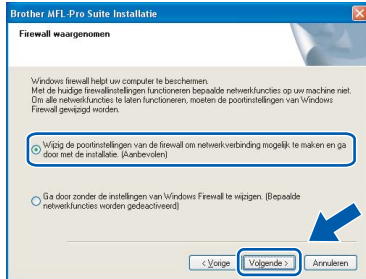 Brother MFL-Pro Suite Installatie
Firewall waargenomen
Windows firewall helpt uw computer te beschermen.
Met de huidige firewallinstellingen functioneren bepaalde netwerkfuncties op uw machine niet.
Om alle netwerkfuncties te laten functioneren, moeten de poortinstellingen van Windows
Firewall gewijzigd worden.
Wijzig de poortinstellingen van de firewall om netwerkverbinding mogelijk te maken en ga
door met de installatie. (Aanbevolen)
Ga door zonder de instellingen van Windows Firewall te wijzigen. (Bepaalde
netwerkfuncties worden gedeactiveerd)
< Vorige
Volgende >
Annuleren